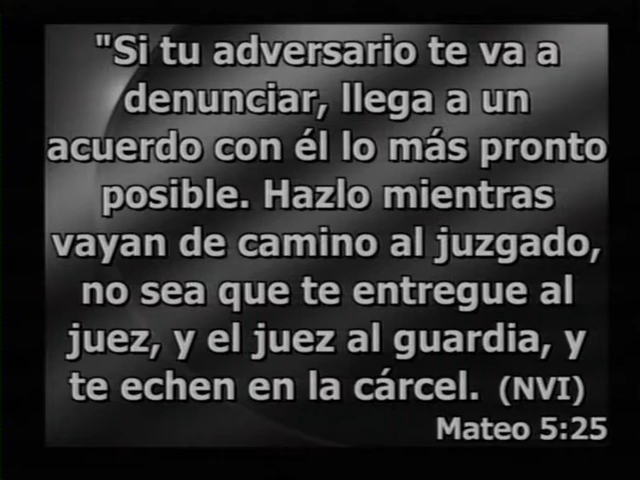 "Si tu adversario te va a
denunciar, llega a un
acuerdo con él lo más pronto
posible. Hazlo mientras
vayan de camino al juzgado,
no sea que te entregue al
juez, y el juez al guardia, y
te echen en la cárcel. (NVI)
Mateo 5:25